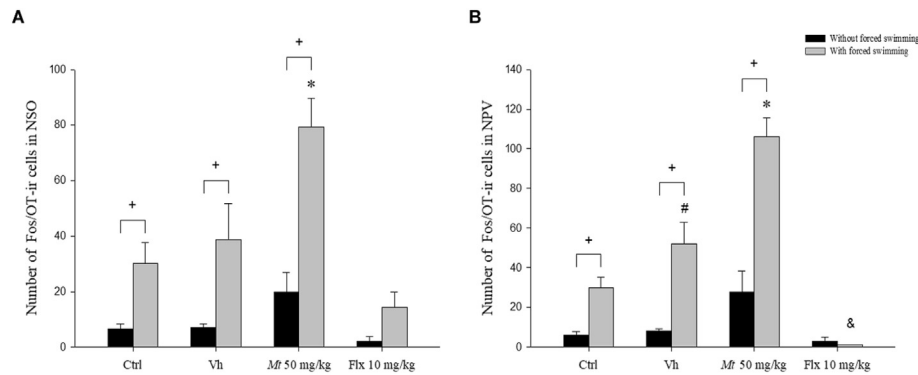 A
Number of Fos/OT-ir cells in NSO
100
80
60
40
20
0
+
+
+
*
Ctrl
Vh
Mt 50 mg/kg
Flx 10 mg/kg
B
Without forced swimming
With forced swimming
Number of Fos/OT-ir cells in NPV
140
120
100
80
60
40
20
0
+
+
#
+
*
&
Ctrl
Vh
Mt 50 mg/kg
Flx 10 mg/kg